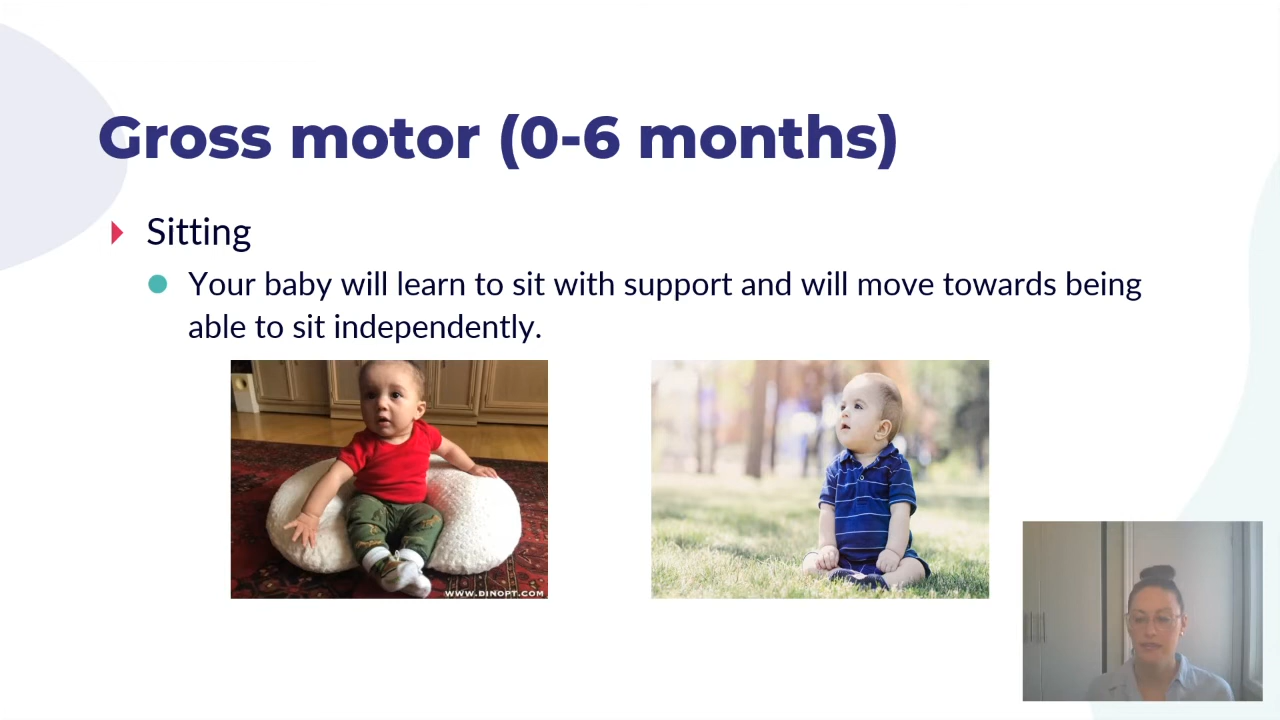 Gross motor (0-6 months)
Sitting
Your baby will learn to sit with support and will move towards being
able to sit independently.
WWW.DINOPT.COM